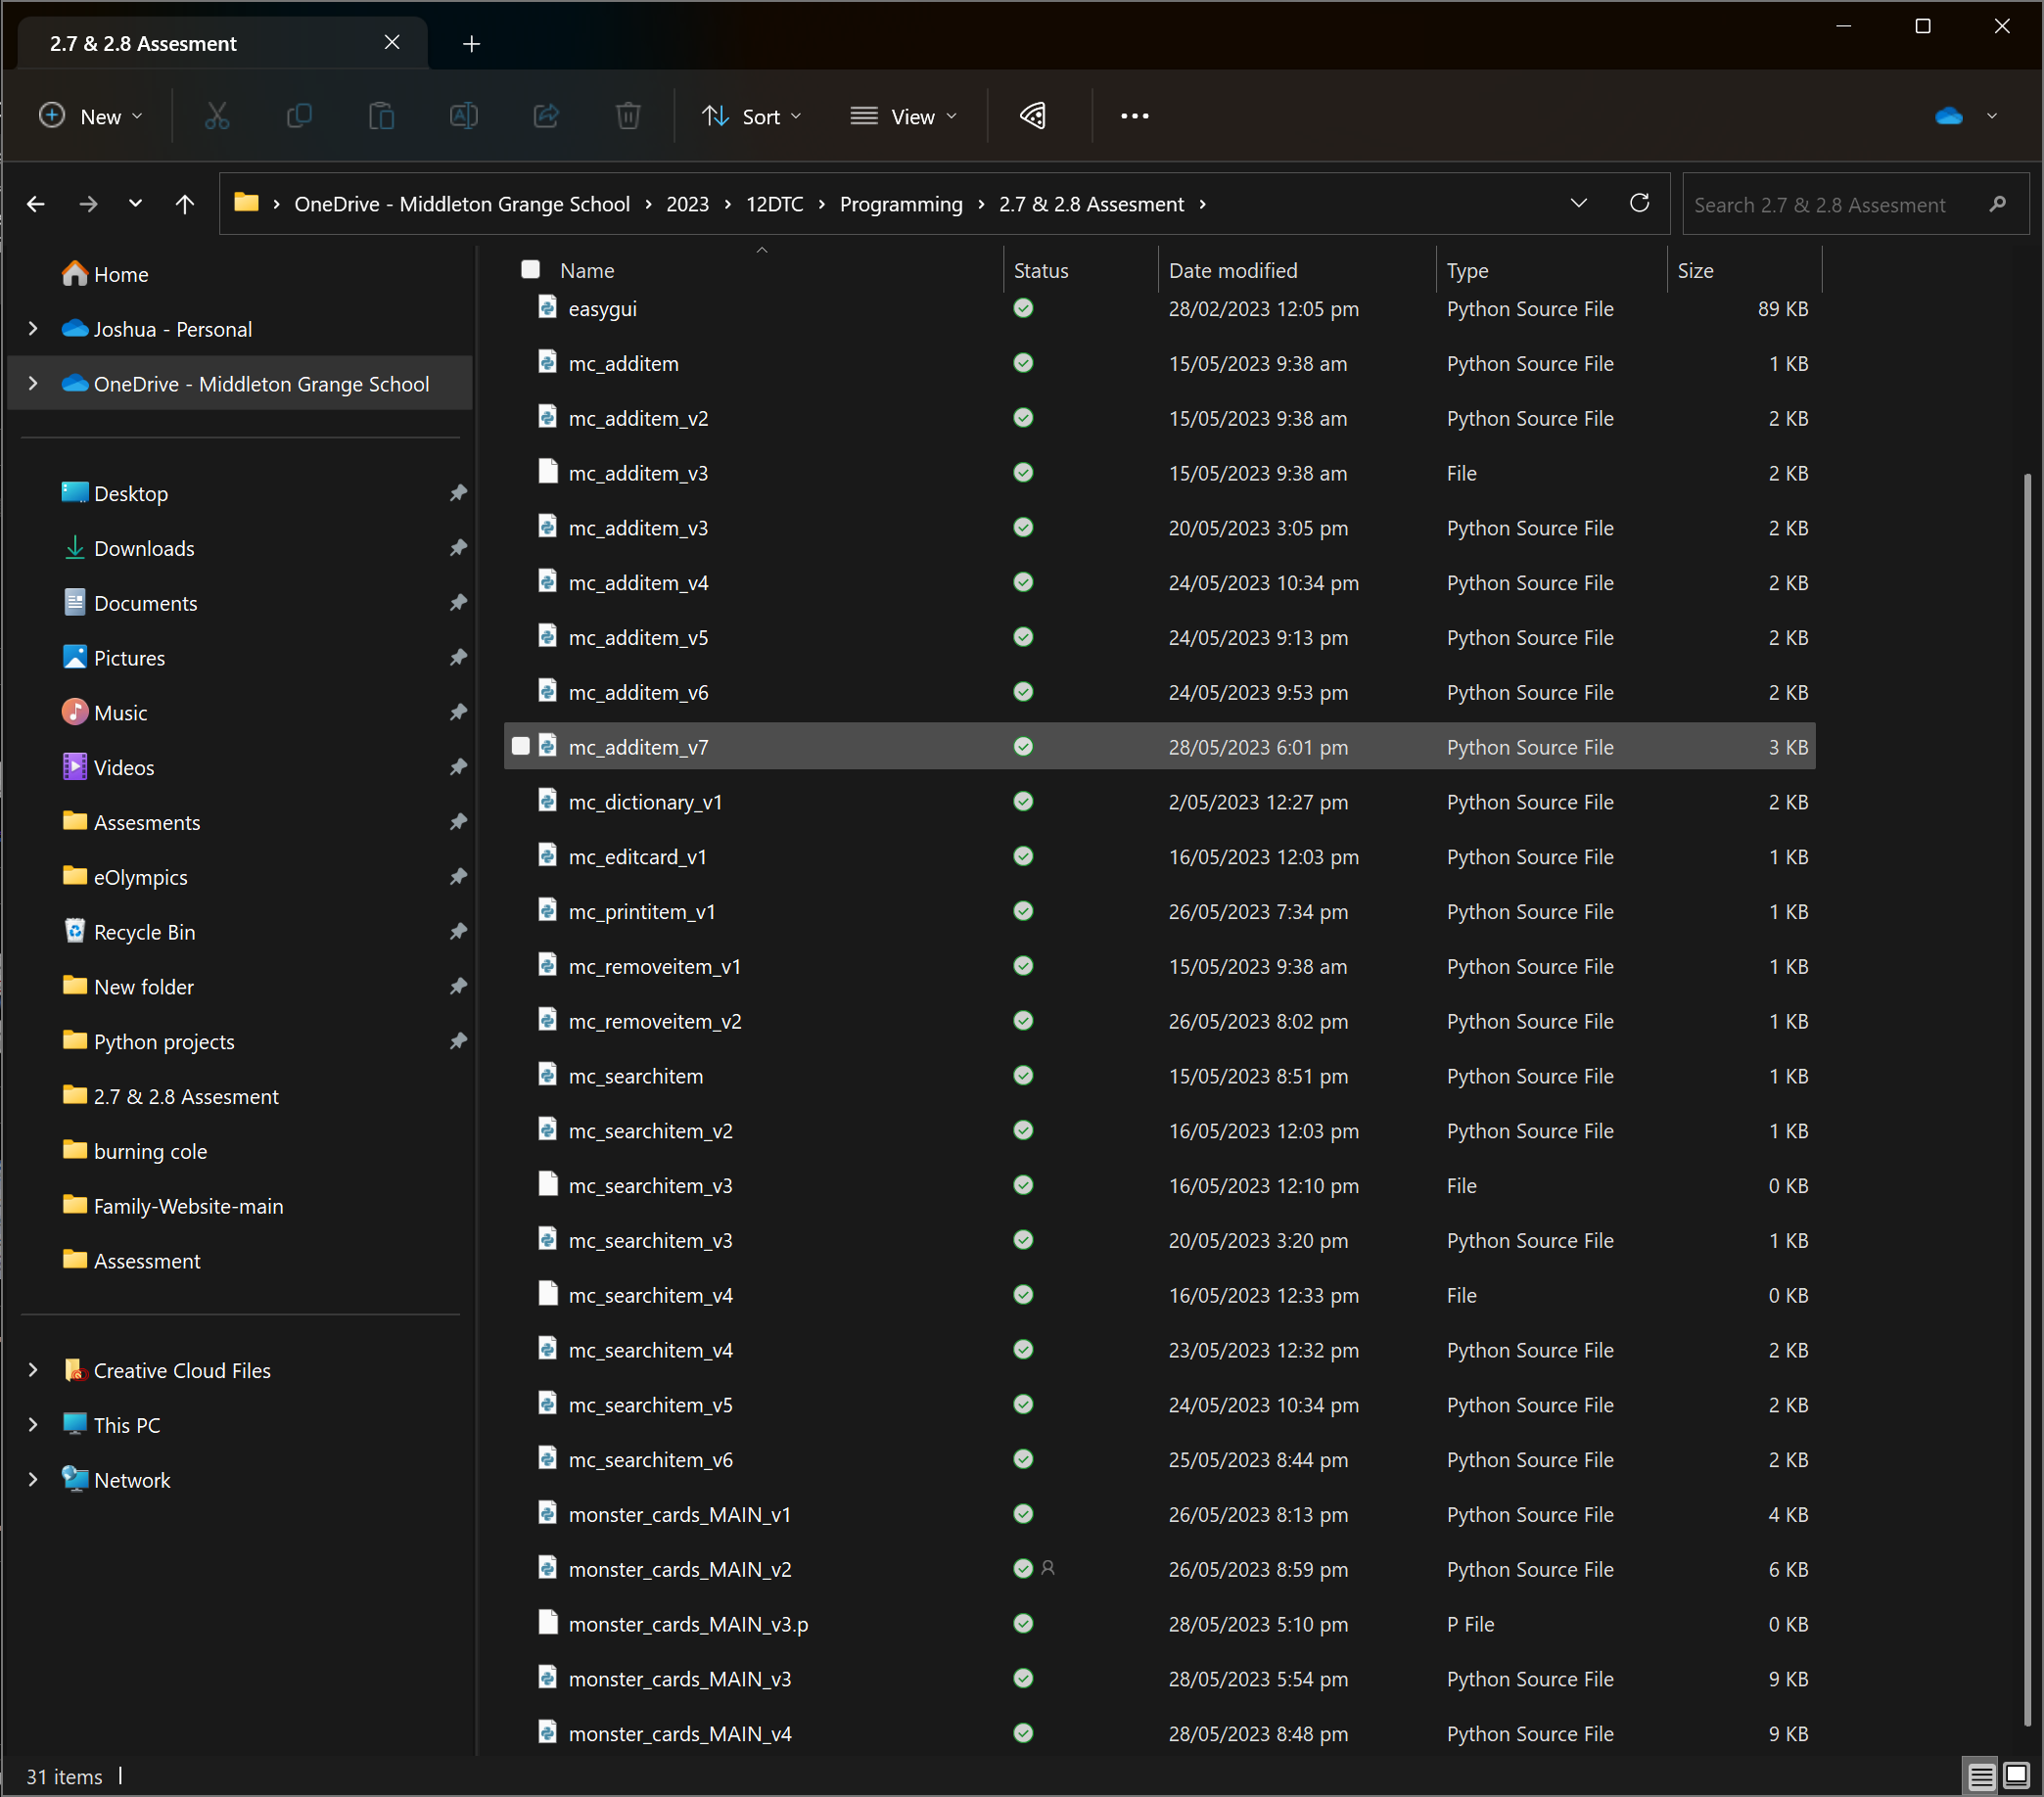 2.7 & 2.8 Assesment
New Sort View
OneDrive - Middleton Grange School 2023 12DTC Programming 2.7 & 2.8 Assesment Search 2.7 & 2.8 Assesment
Home
Joshua - Personal
OneDrive - Middleton Grange School
Desktop
Downloads
Documents
Pictures
Music
Videos
Assesments
eOlympics
Recycle Bin
New folder
Python projects
2.7 & 2.8 Assesment
burning cole
Family-Website-main
Assessment
Creative Cloud Files
This PC
Network
Name Status Date modified Type Size
easygui 28/02/2023 12:05 pm Python Source File 89 KB
mc_additem 15/05/2023 9:38 am Python Source File 1 KB
mc_additem_v2 15/05/2023 9:38 am Python Source File 2 KB
mc_additem_v3 15/05/2023 9:38 am File 2 KB
mc_additem_v3 20/05/2023 3:05 pm Python Source File 2 KB
mc_additem_v4 24/05/2023 10:34 pm Python Source File 2 KB
mc_additem_v5 24/05/2023 9:13 pm Python Source File 2 KB
mc_additem_v6 24/05/2023 9:53 pm Python Source File 2 KB
mc_additem_v7 28/05/2023 6:01 pm Python Source File 3 KB
mc_dictionary_v1 2/05/2023 12:27 pm Python Source File 2 KB
mc_editcard_v1 16/05/2023 12:03 pm Python Source File 1 KB
mc_printitem_v1 26/05/2023 7:34 pm Python Source File 1 KB
mc_removeitem_v1 15/05/2023 9:38 am Python Source File 1 KB
mc_removeitem_v2 26/05/2023 8:02 pm Python Source File 1 KB
mc_searchitem 15/05/2023 8:51 pm Python Source File 1 KB
mc_searchitem_v2 16/05/2023 12:03 pm Python Source File 1 KB
mc_searchitem_v3 16/05/2023 12:10 pm File 0 KB
mc_searchitem_v3 20/05/2023 3:20 pm Python Source File 1 KB
mc_searchitem_v4 16/05/2023 12:33 pm File 0 KB
mc_searchitem_v4 23/05/2023 12:32 pm Python Source File 2 KB
mc_searchitem_v5 24/05/2023 10:34 pm Python Source File 2 KB
mc_searchitem_v6 25/05/2023 8:44 pm Python Source File 2 KB
monster_cards_MAIN_v1 26/05/2023 8:13 pm Python Source File 4 KB
monster_cards_MAIN_v2 26/05/2023 8:59 pm Python Source File 6 KB
monster_cards_MAIN_v3.p 28/05/2023 5:10 pm P File 0 KB
monster_cards_MAIN_v3 28/05/2023 5:54 pm Python Source File 9 KB
monster_cards_MAIN_v4 28/05/2023 8:48 pm Python Source File 9 KB
31 items